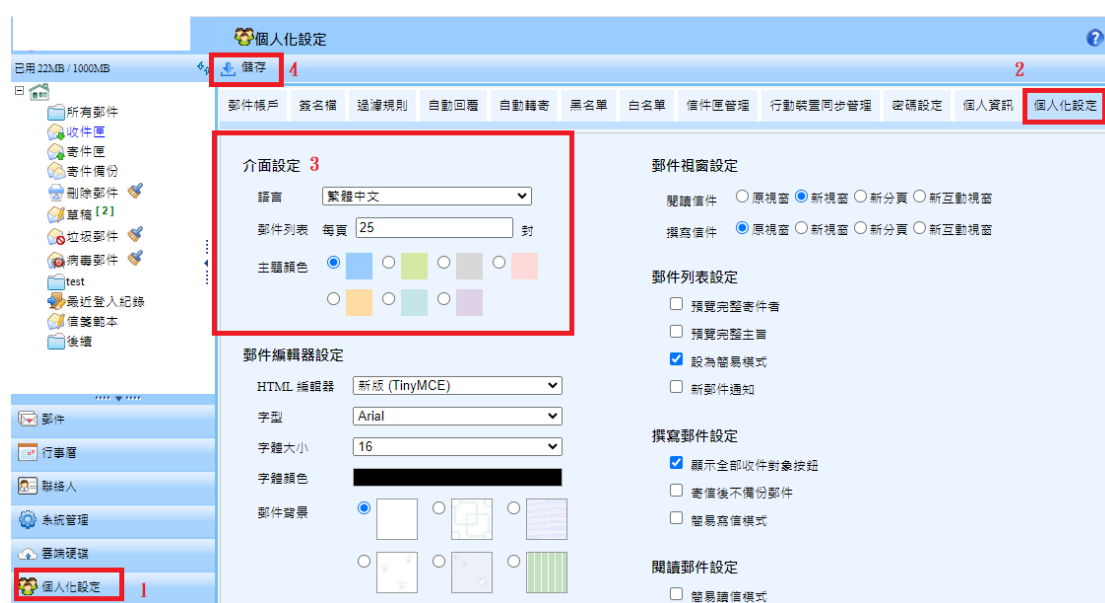 個人化設定
已用 22MB / 1000MB
儲存 4
2
所有郵件
收件匣
寄件匣
寄件備份
刪除郵件
草稿 [2]
垃圾郵件
病毒郵件
test
最近登入紀錄
信箋範本
後續
郵件
行事曆
聯絡人
系統管理
雲端硬碟
個人化設定 1
郵件帳戶 簽名檔 過濾規則 自動回覆 自動轉寄 黑名單 白名單 信件匣管理 行動裝置同步管理 密碼設定 個人資訊 個人化設定
介面設定 3
語言 繁體中文
郵件列表 每頁 25 封
主題顏色
郵件編輯器設定
HTML 編輯器 新版 (TinyMCE)
字型 Arial
字體大小 16
字體顏色
郵件背景
郵件視窗設定
閱讀信件 原視窗 新視窗 新分頁 新互動視窗
撰寫信件 原視窗 新視窗 新分頁 新互動視窗
郵件列表設定
預覽完整寄件者
預覽完整主旨
設為簡易模式
新郵件通知
撰寫郵件設定
顯示全部收件對象按鈕
寄信後不備份郵件
簡易寫信模式
閱讀郵件設定
簡易讀信模式